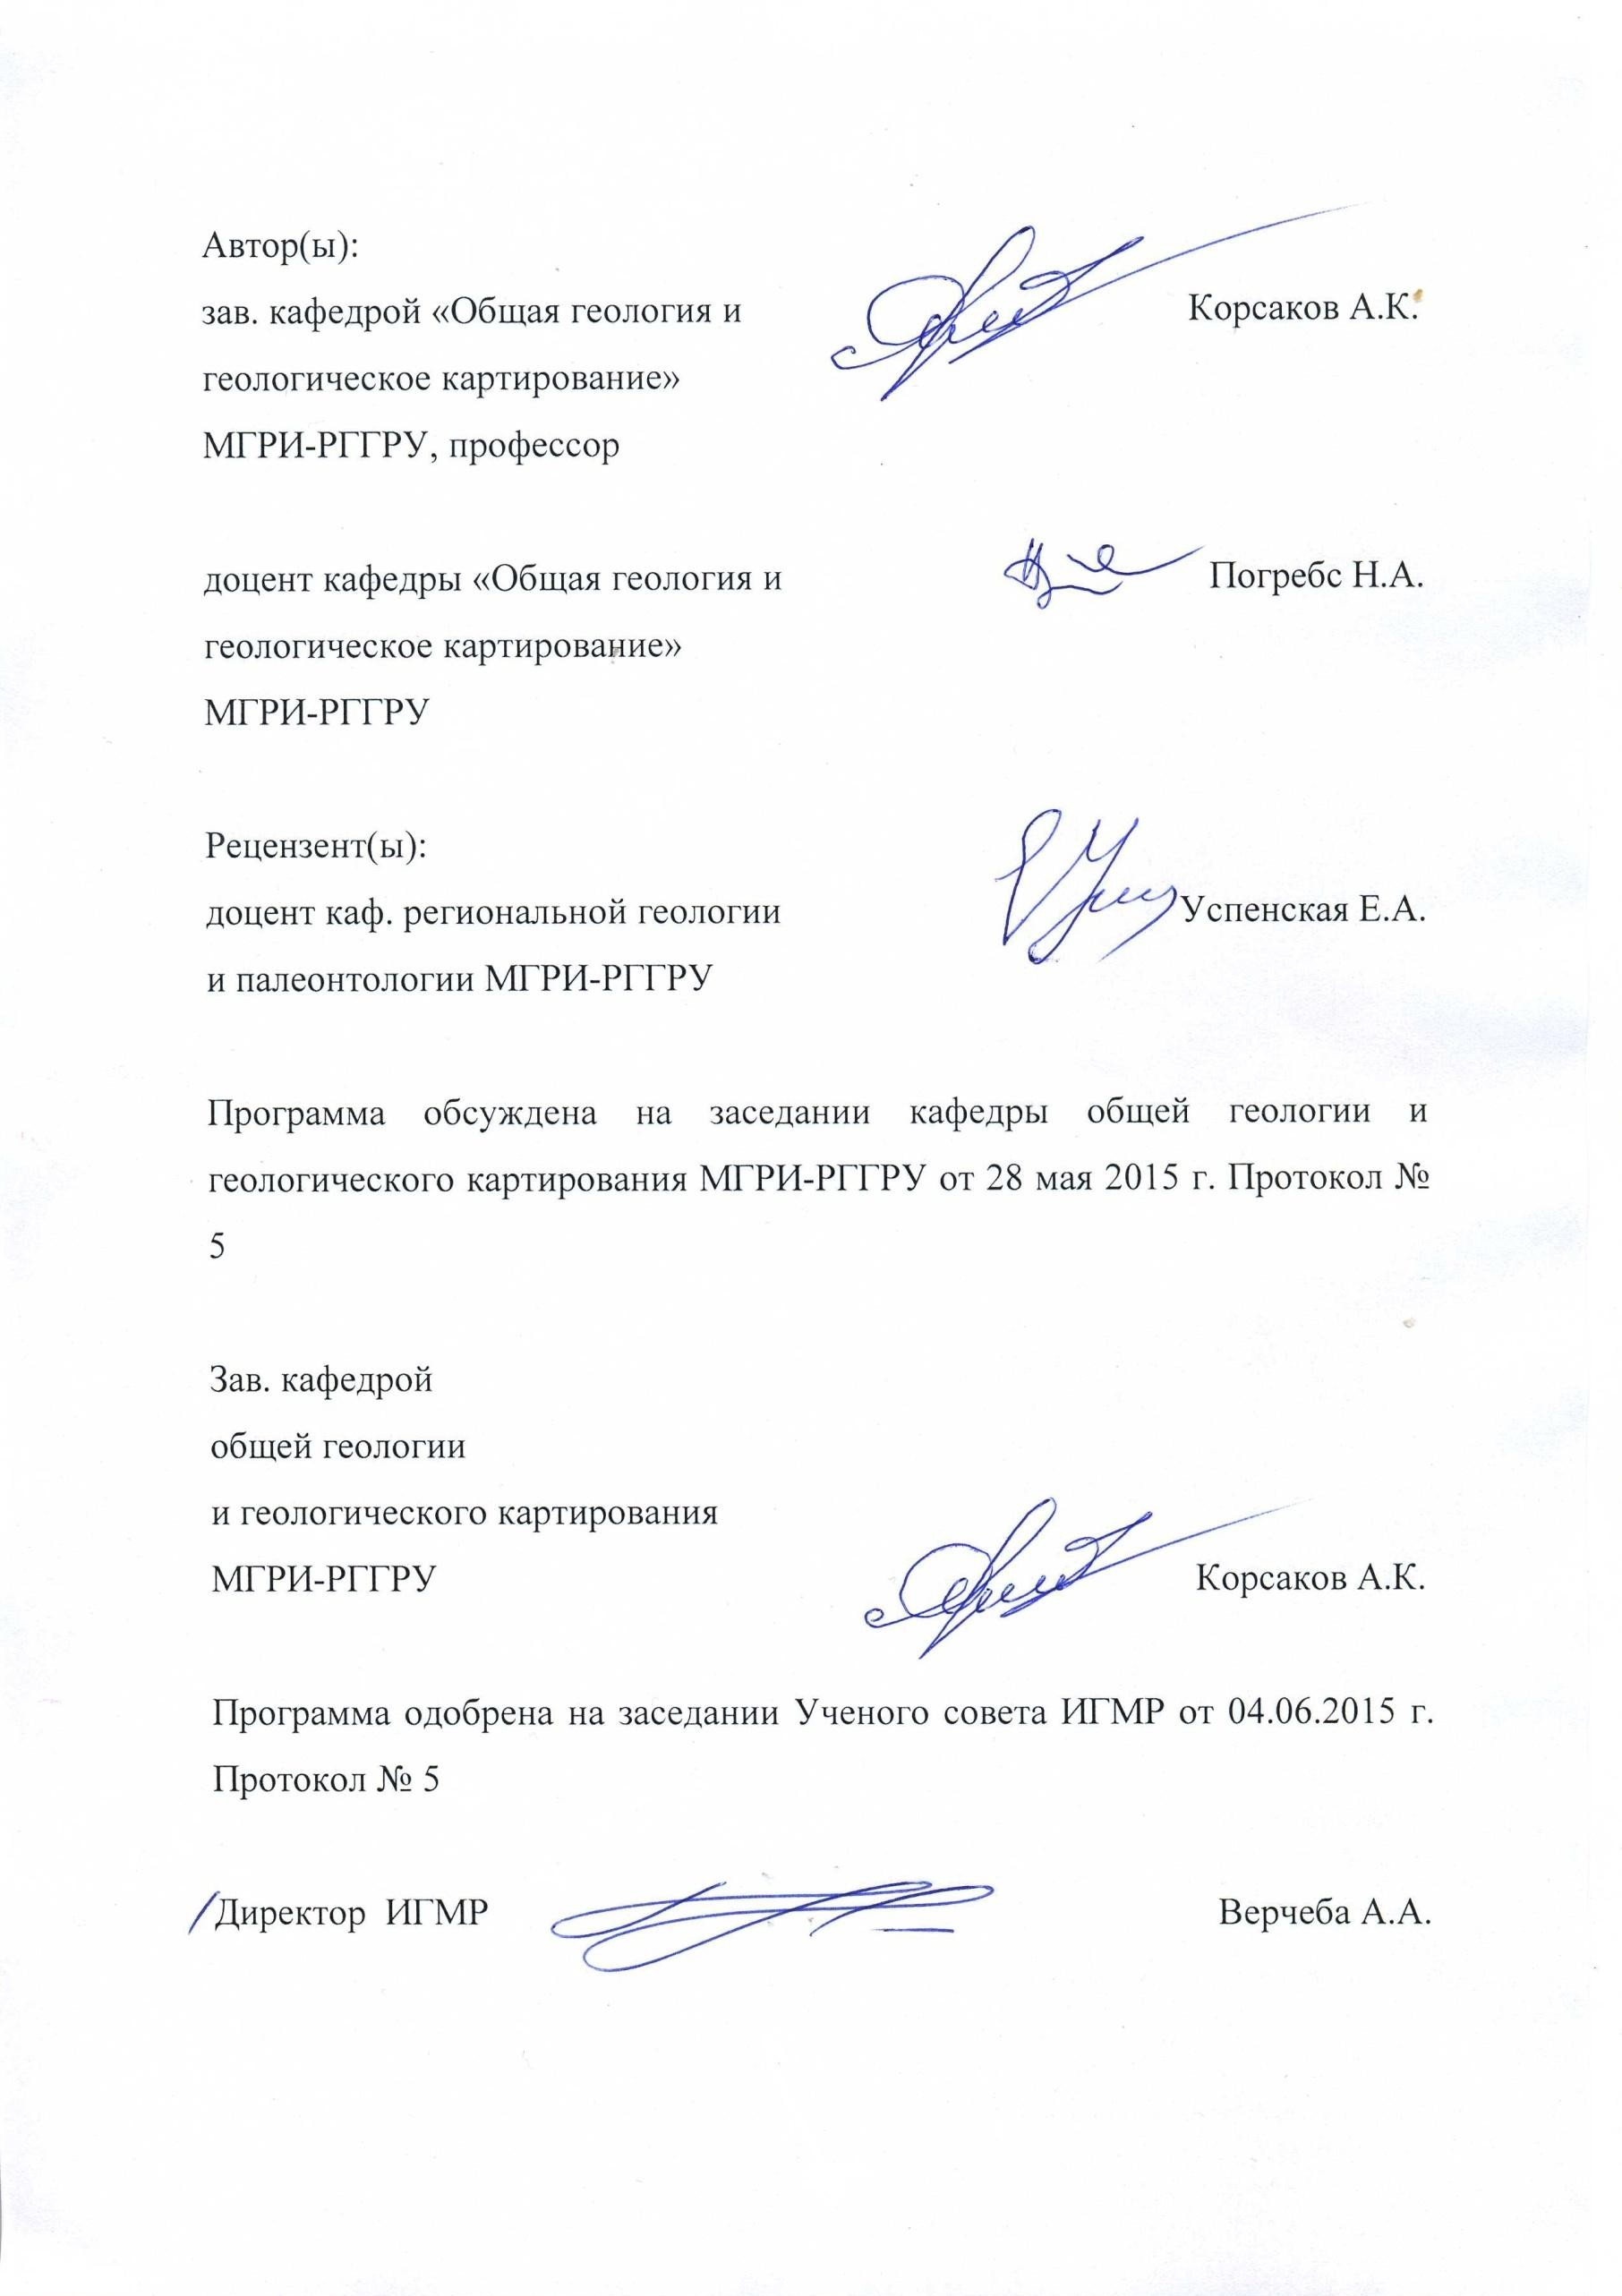 Автор(ы):
зав. кафедрой «Общая геология и Корсаков А.К.
геологическое картирование»
МГРИ-РГГРУ, профессор
доцент кафедры «Общая геология и Погребс Н.А.
геологическое картирование»
МГРИ-РГГРУ
Рецензент(ы):
доцент каф. региональной геологии Успенская Е.А.
и палеонтологии МГРИ-РГГРУ
Программа обсуждена на заседании кафедры общей геологии и
геологического картирования МГРИ-РГГРУ от 28 мая 2015 г. Протокол №
5
Зав. кафедрой
общей геологии
и геологического картирования
МГРИ-РГГРУ Корсаков А.К.
Программа одобрена на заседании Ученого совета ИГМР от 04.06.2015 г.
Протокол № 5
/Директор ИГМР Верчеба А.А.